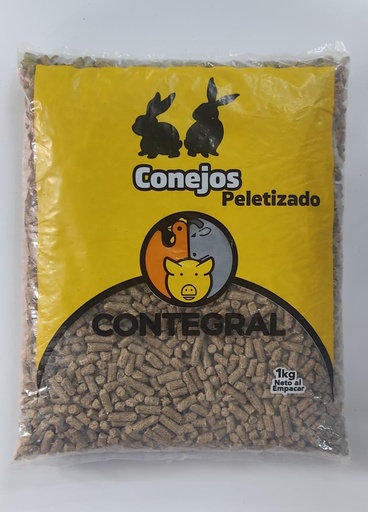 Conejos
Peletizado
CONTEGRAL
1kg
Neto al
Empacar